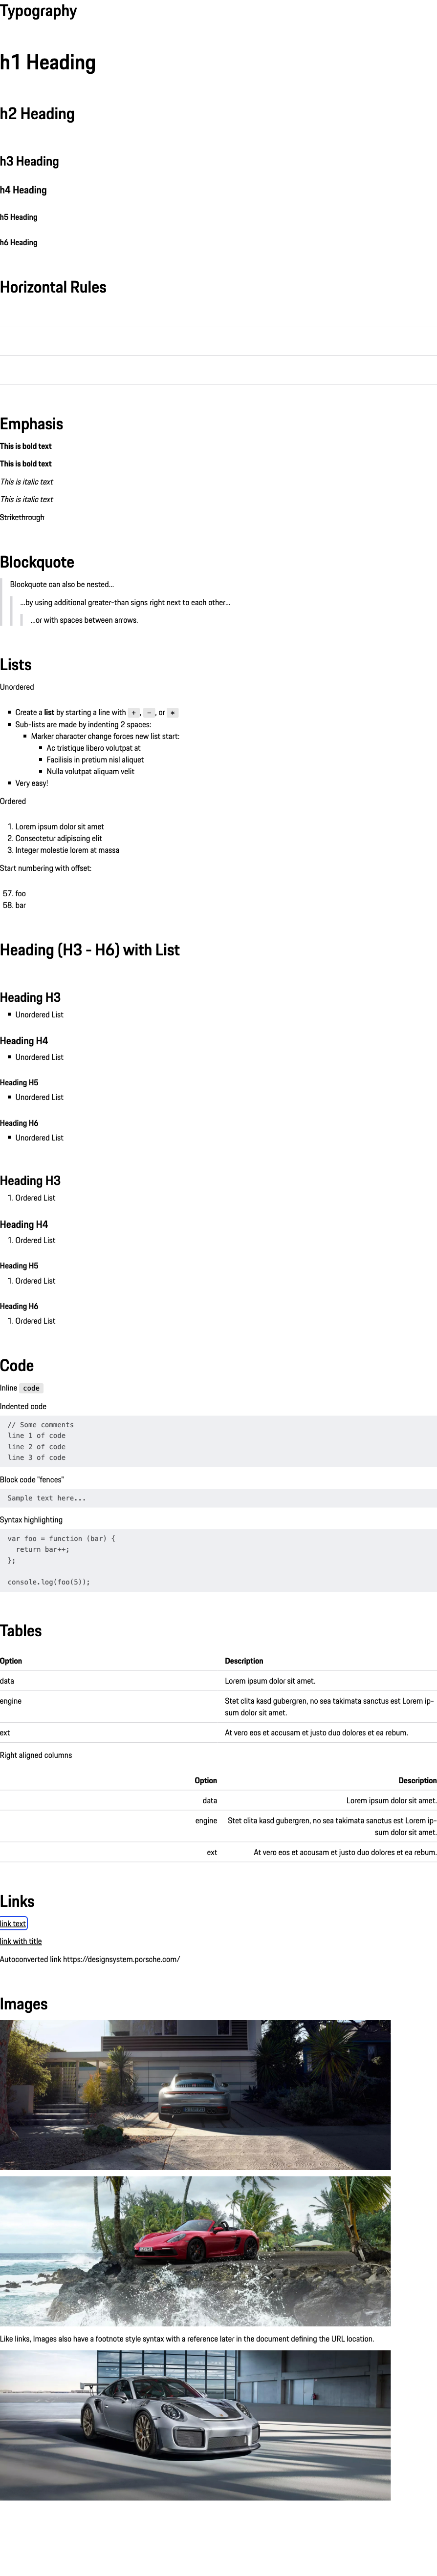 Typography
h1 Heading
h2 Heading
h3 Heading
h4 Heading
h5 Heading
h6 Heading
Horizontal Rules
Emphasis
This is bold text
This is bold text
This is italic text
This is italic text
Strikethrough
Blockquote
Blockquote can also be nested...
...by using additional greater-than signs right next to each other...
...or with spaces between arrows.
Lists
Unordered
Create a list by starting a line with +, -, or *
Sub-lists are made by indenting 2 spaces:
Marker character change forces new list start:
Ac tristique libero volutpat at
Facilisis in pretium nisl aliquet
Nulla volutpat aliquam velit
Very easy!
Ordered
1. Lorem ipsum dolor sit amet
2. Consectetur adipiscing elit
3. Integer molestie lorem at massa
Start numbering with offset:
57. foo
58. bar
Heading (H3 - H6) with List
Heading H3
Unordered List
Heading H4
Unordered List
Heading H5
Unordered List
Heading H6
Unordered List
Heading H3
1. Ordered List
Heading H4
1. Ordered List
Heading H5
1. Ordered List
Heading H6
1. Ordered List
Code
Inline code
Indented code
// Some comments
line 1 of code
line 2 of code
line 3 of code
Block code "fences"
Sample text here...
Syntax highlighting
var foo = function (bar) {
  return bar++;
};
console.log(foo(5));
Tables
Option Description
data Lorem ipsum dolor sit amet.
engine Stet clita kasd gubergren, no sea takimata sanctus est Lorem ip-
sum dolor sit amet.
ext At vero eos et accusam et justo duo dolores et ea rebum.
Right aligned columns
Option Description
data Lorem ipsum dolor sit amet.
engine Stet clita kasd gubergren, no sea takimata sanctus est Lorem ip-
sum dolor sit amet.
ext At vero eos et accusam et justo duo dolores et ea rebum.
Links
link text
link with title
Autoconverted link https://designsystem.porsche.com/
Images
Like links, Images also have a footnote style syntax with a reference later in the document defining the URL location.